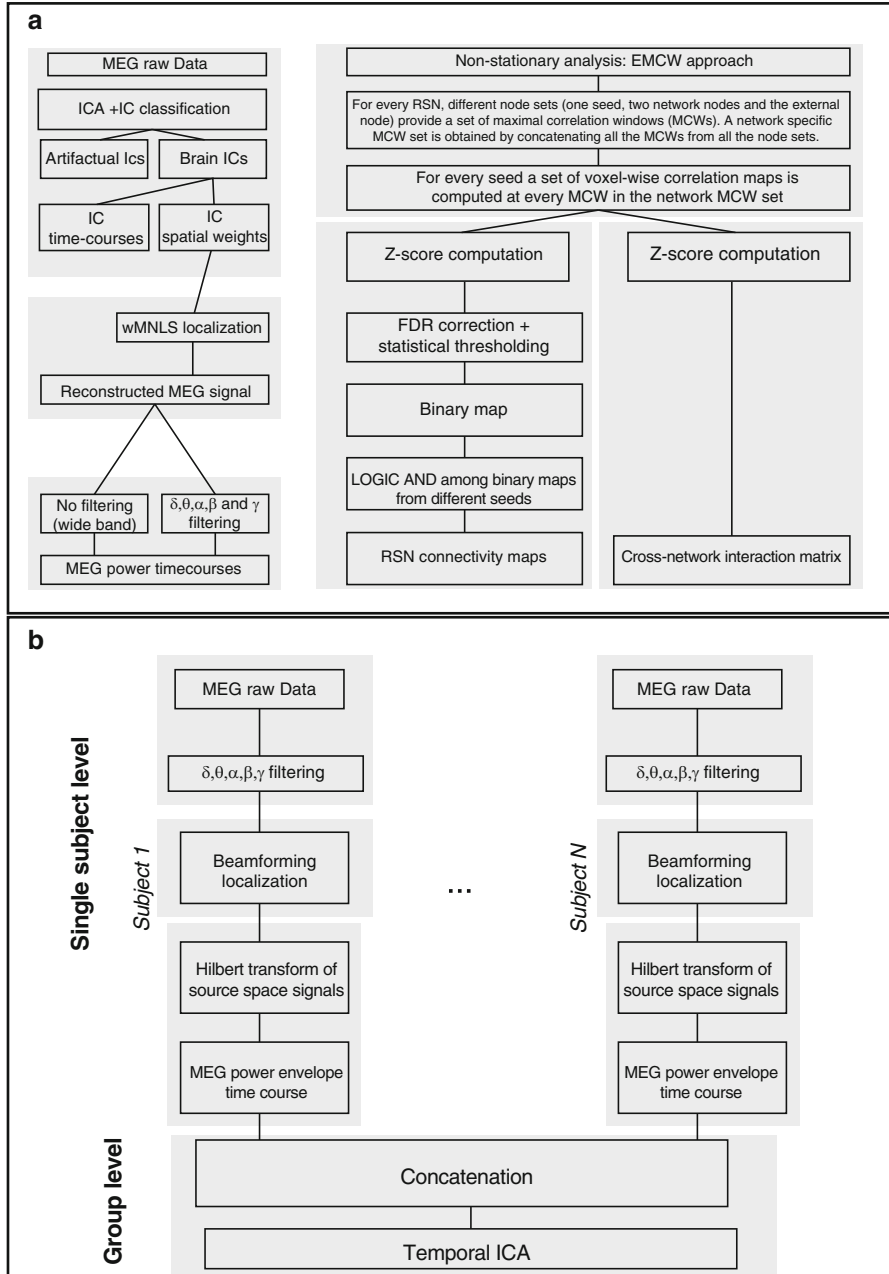 a
MEG raw Data
ICA +IC classification
Artifactual Ics
Brain ICs
IC
time-courses
IC
spatial weights
wMNLS localization
Reconstructed MEG signal
No filtering
(wide band)
δ,θ,α,β and γ
filtering
MEG power timecourses
Non-stationary analysis: EMCW approach
For every RSN, different node sets (one seed, two network nodes and the external
node) provide a set of maximal correlation windows (MCWs). A network specific
MCW set is obtained by concatenating all the MCWs from all the node sets.
For every seed a set of voxel-wise correlation maps is
computed at every MCW in the network MCW set
Z-score computation
FDR correction +
statistical thresholding
Binary map
LOGIC AND among binary maps
from different seeds
RSN connectivity maps
Z-score computation
Cross-network interaction matrix
b
Single subject level
Subject 1
MEG raw Data
δ,θ,α,β,γ filtering
Beamforming
localization
Hilbert transform of
source space signals
MEG power envelope
time course
...
Subject N
MEG raw Data
δ,θ,α,β,γ filtering
Beamforming
localization
Hilbert transform of
source space signals
MEG power envelope
time course
Group level
Concatenation
Temporal ICA